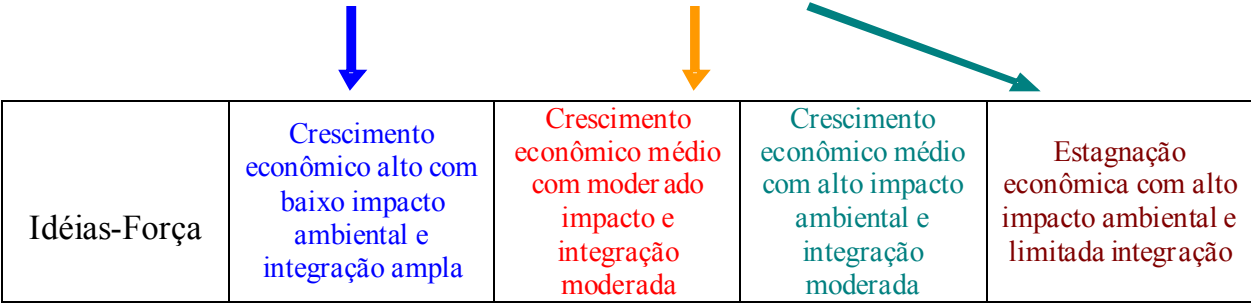 Idéias-Força
Crescimento
econômico alto com
baixo impacto
ambiental e
integração ampla
Crescimento
econômico médio
com moderado
impacto e
integração
moderada
Crescimento
econômico médio
com alto impacto
ambiental e
integração
moderada
Estagnação
econômica com alto
impacto ambiental e
limitada integração